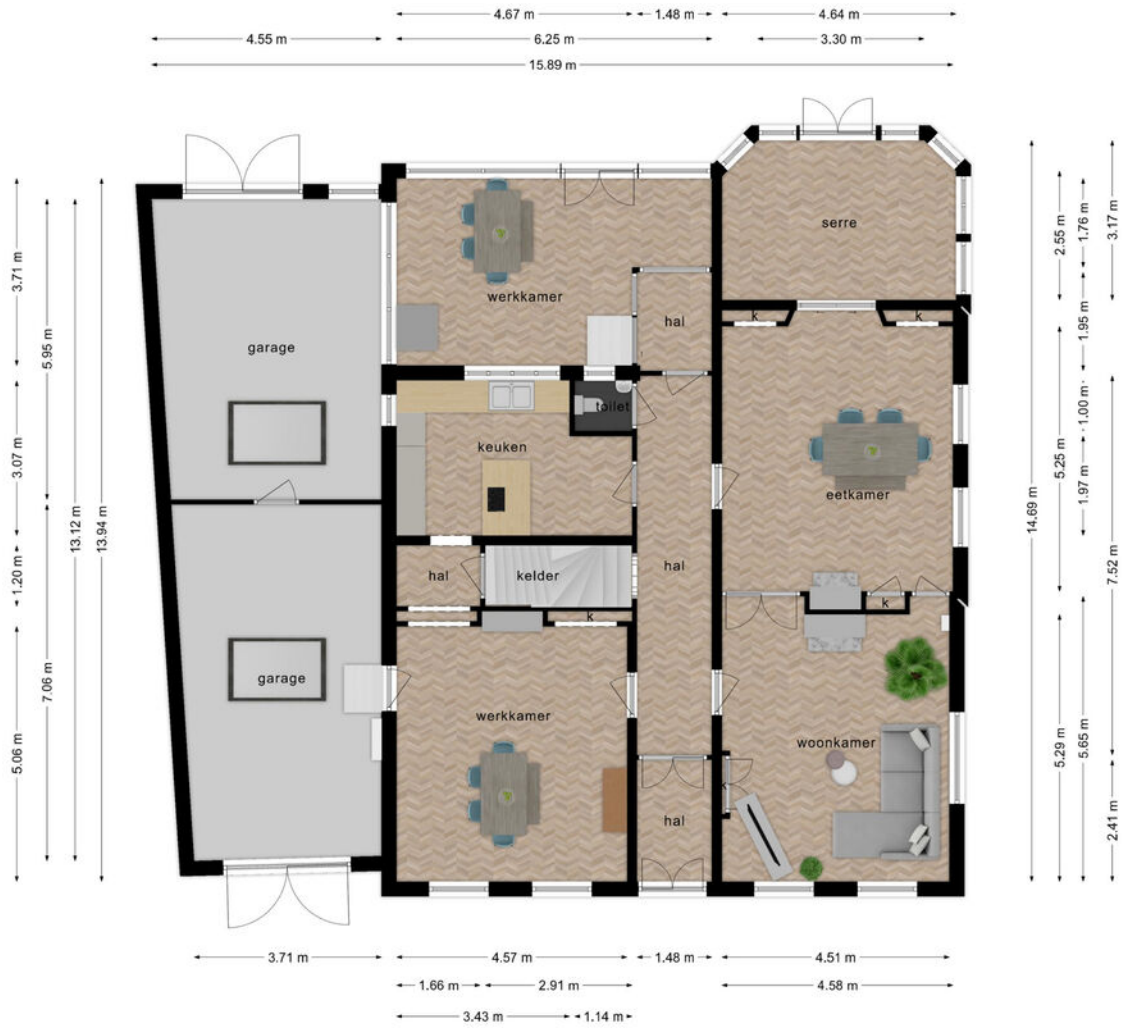 4.67 m 1.48 m 4.64 m
4.55 m 6.25 m 3.30 m
15.89 m
serre
werkkamer
hal
k k
garage
toilet
keuken
eetkamer
hal
hal kelder
k
k
garage
werkkamer
woonkamer
k
hal
3.71 m
3.07 m
1.20 m
5.06 m
5.95 m
7.06 m
13.12 m
13.94 m
14.69 m
2.55 m
5.25 m
5.29 m
1.76 m
1.95 m
1.00 m
1.97 m
5.65 m
3.17 m
7.52 m
2.41 m
3.71 m 4.57 m 1.48 m 4.51 m
1.66 m 2.91 m 4.58 m
3.43 m 1.14 m